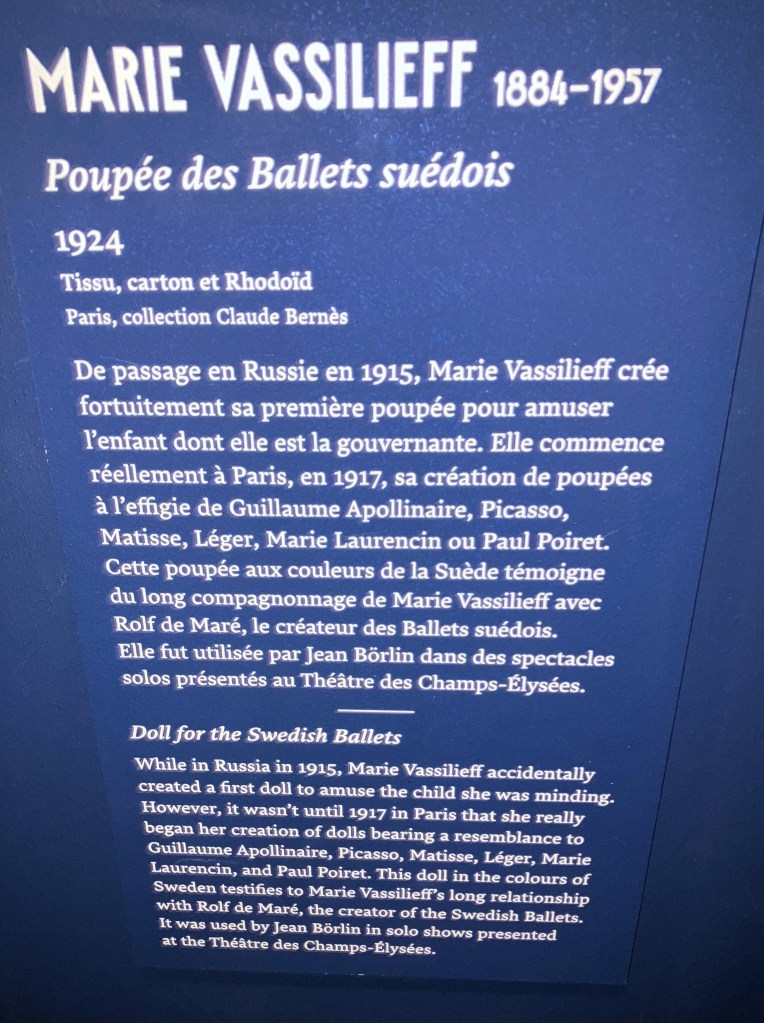 MARIE VASSILIEFF 1884–1957
Poupée des Ballets suédois
1924
Tissu, carton et Rhodoïd
Paris, collection Claude Bernès
De passage en Russie en 1915, Marie Vassilieff crée
fortuitement sa première poupée pour amuser
l’enfant dont elle est la gouvernante. Elle commence
réellement à Paris, en 1917, sa création de poupées
à l’effigie de Guillaume Apollinaire, Picasso,
Matisse, Léger, Marie Laurencin ou Paul Poiret.
Cette poupée aux couleurs de la Suède témoigne
du long compagnonnage de Marie Vassilieff avec
Rolf de Maré, le créateur des Ballets suédois.
Elle fut utilisée par Jean Börlin dans des spectacles
solos présentés au Théâtre des Champs-Élysées.
Doll for the Swedish Ballets
While in Russia in 1915, Marie Vassilieff accidentally
created a first doll to amuse the child she was minding.
However, it wasn’t until 1917 in Paris that she really
began her creation of dolls bearing a resemblance to
Guillaume Apollinaire, Picasso, Matisse, Léger, Marie
Laurencin, and Paul Poiret. This doll in the colours of
Sweden testifies to Marie Vassilieff’s long relationship
with Rolf de Maré, the creator of the Swedish Ballets.
It was used by Jean Börlin in solo shows presented
at the Théâtre des Champs-Élysées.